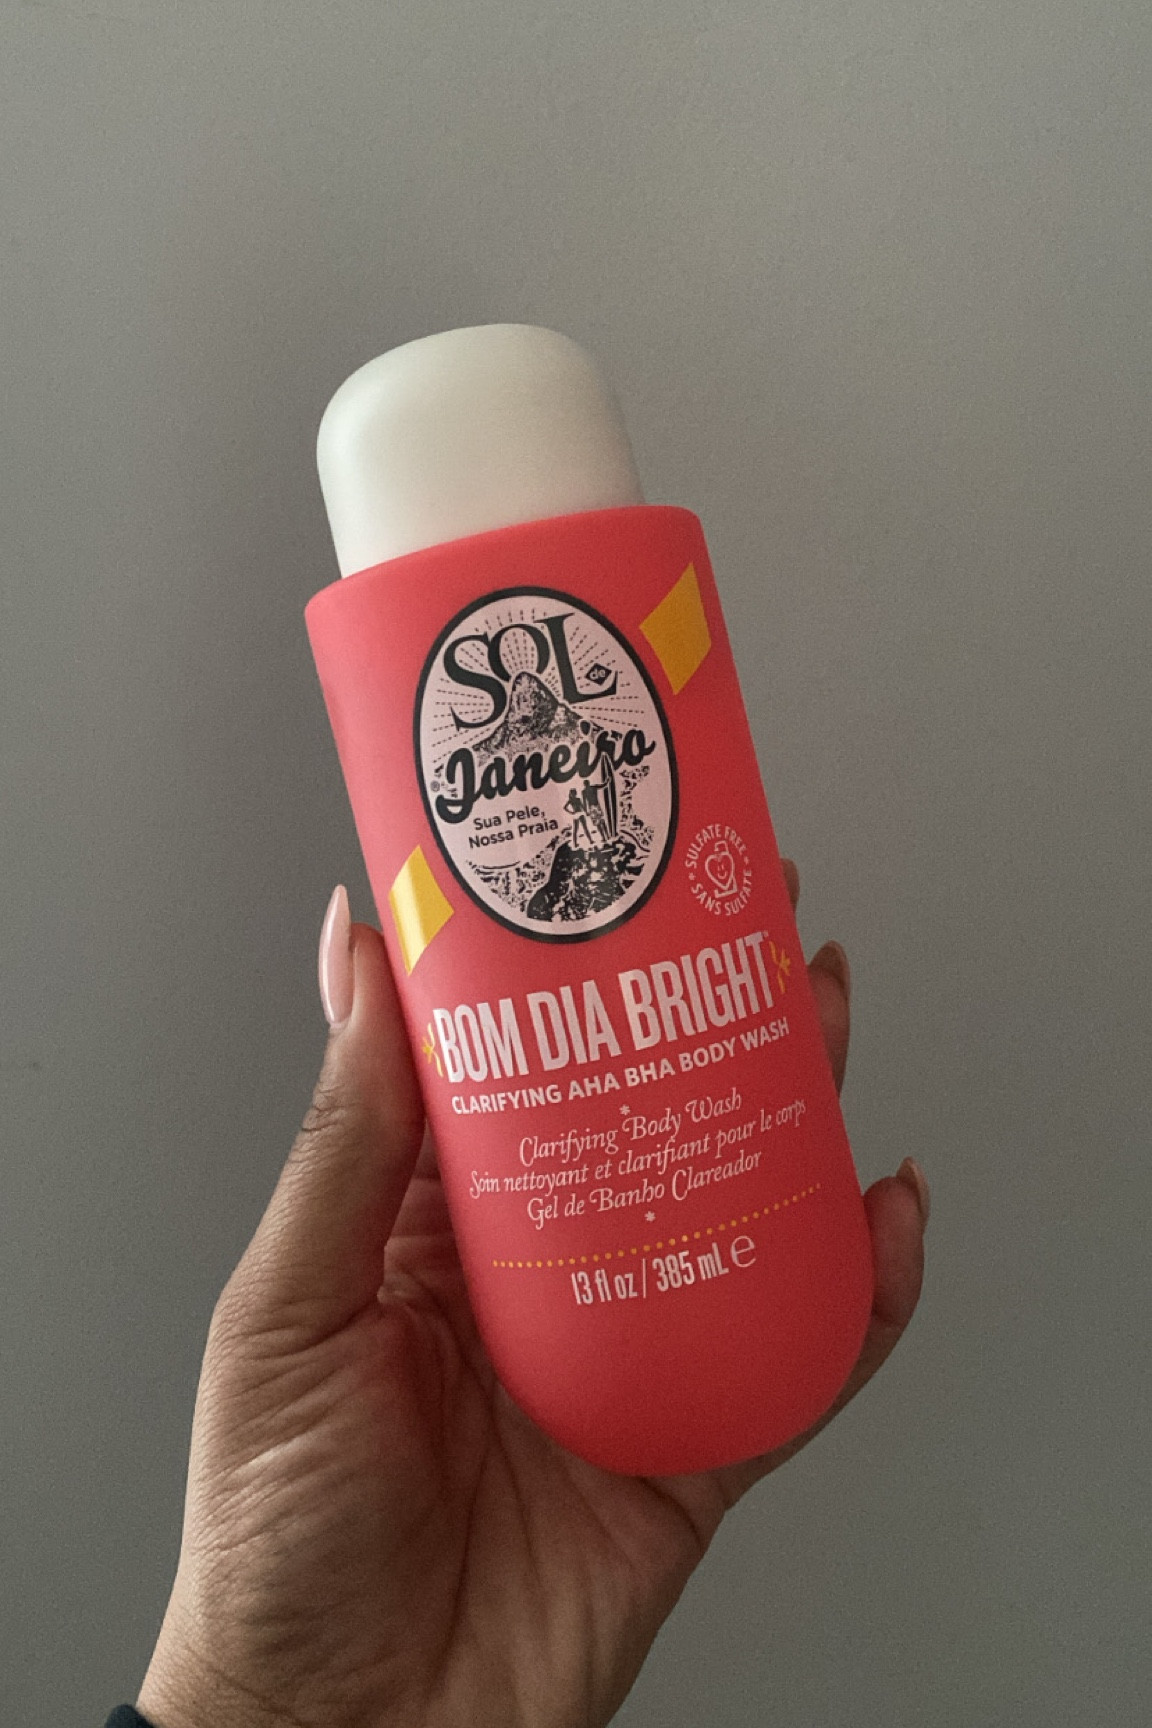 SOL
de
Janeiro®
Sua Pele,
Nossa Praia
• SULFATE FREE •
SANS SULFATE
BOM DIA BRIGHT™
CLARIFYING AHA BHA BODY WASH
*
Clarifying Body Wash
Soin nettoyant et clarifiant pour le corps
Gel de Banho Clareador
*
13 fl oz / 385 mL ℮